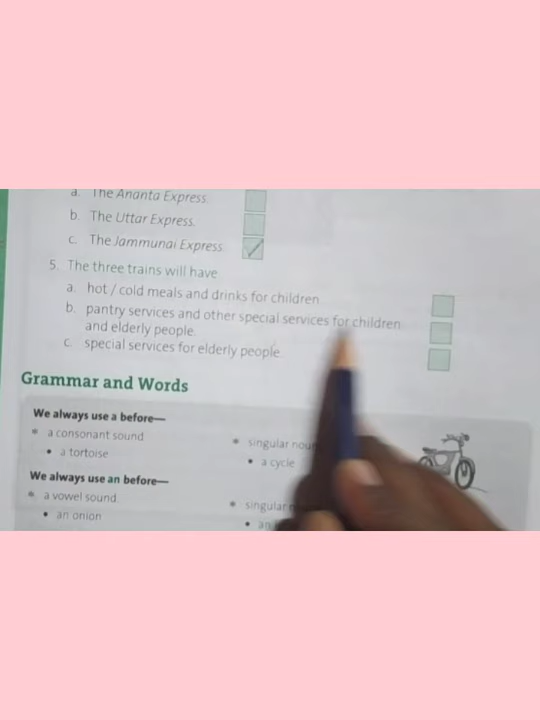 a. The Ananta Express.
b. The Uttar Express.
c. The Jammunai Express.
5. The three trains will have
a. hot / cold meals and drinks for children.
b. pantry services and other special services for children
and elderly people.
c. special services for elderly people.
Grammar and Words
We always use a before—
* a consonant sound
• a tortoise
* singular
• a cycle
We always use an before—
* a vowel sound
• an onion
* singular